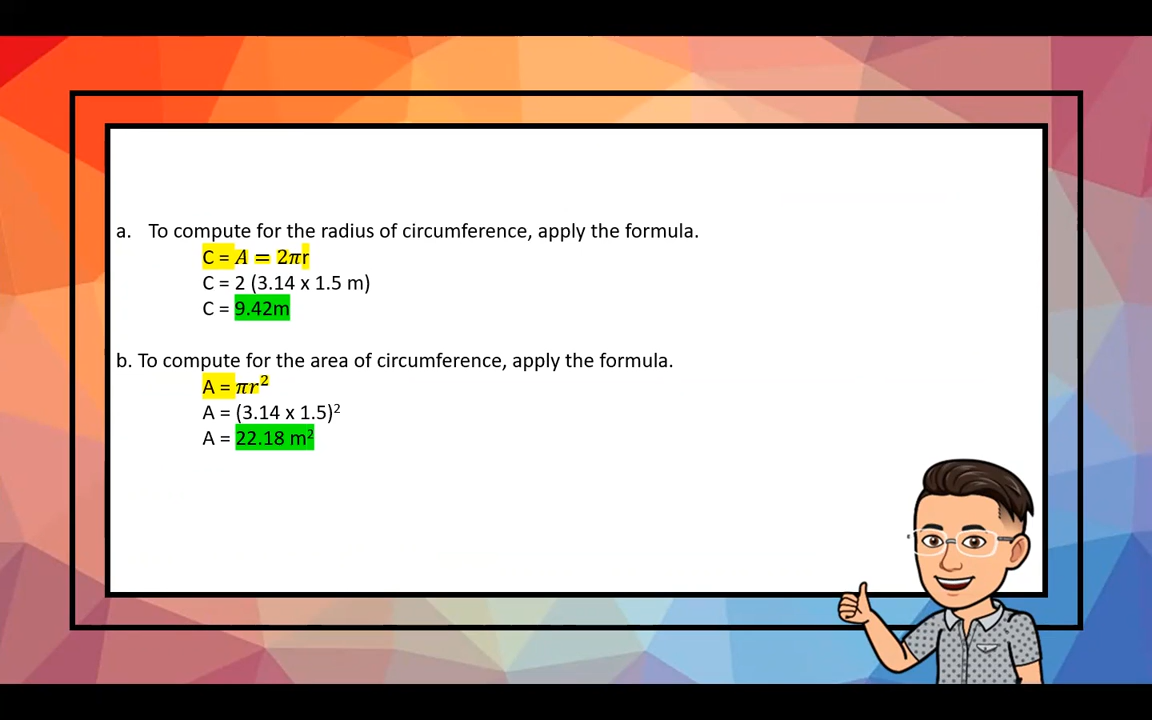 a. To compute for the radius of circumference, apply the formula.
C = A = 2πr
C = 2 (3.14 x 1.5 m)
C = 9.42m
b. To compute for the area of circumference, apply the formula.
A = πr²
A = (3.14 x 1.5)²
A = 22.18 m²